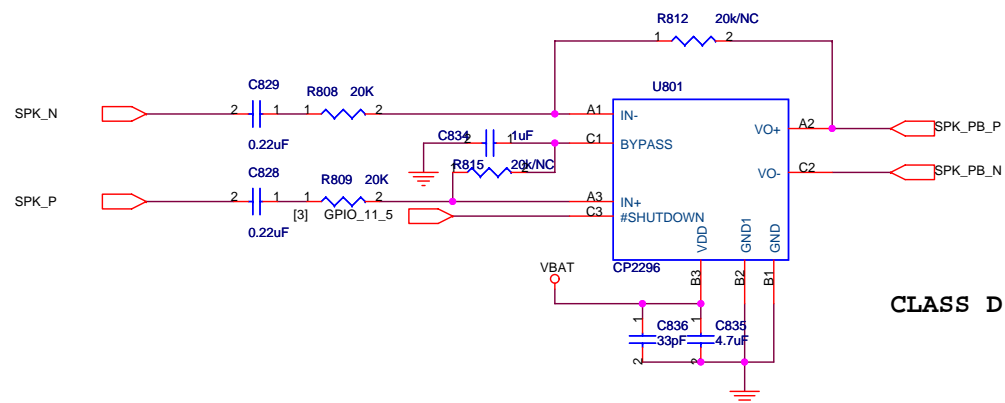 R812 20k/NC
1 2
C829
R808 20K
U801
SPK_N
2 1 1 2
A1
IN-
0.22uF
VO+
A2
SPK_PB_P
C834 1uF
2 1
C1
BYPASS
R815 20k/NC
1 2
VO-
C2
SPK_PB_N
C828
R809 20K
SPK_P
2 1 1 2
A3
IN+
[3] GPIO_11_5
C3
#SHUTDOWN
0.22uF
VDD
GND1
GND
CP2296
VBAT
B3
B2
B1
CLASS D
1 1
C836 C835
33pF 4.7uF
2 2